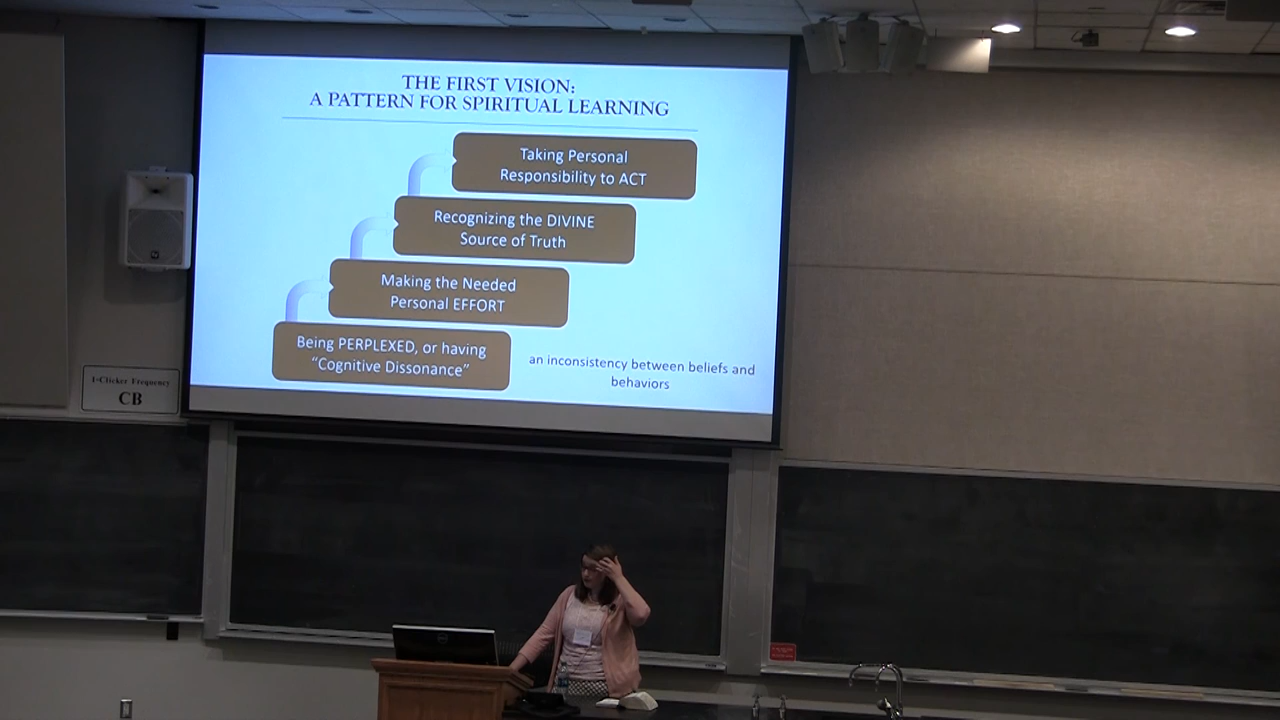 THE FIRST VISION:
A PATTERN FOR SPIRITUAL LEARNING
Taking Personal
Responsibility to ACT
Recognizing the DIVINE
Source of Truth
Making the Needed
Personal EFFORT
Being PERPLEXED, or having
“Cognitive Dissonance”
an inconsistency between beliefs and
behaviors
I-Clicker Frequency
CB